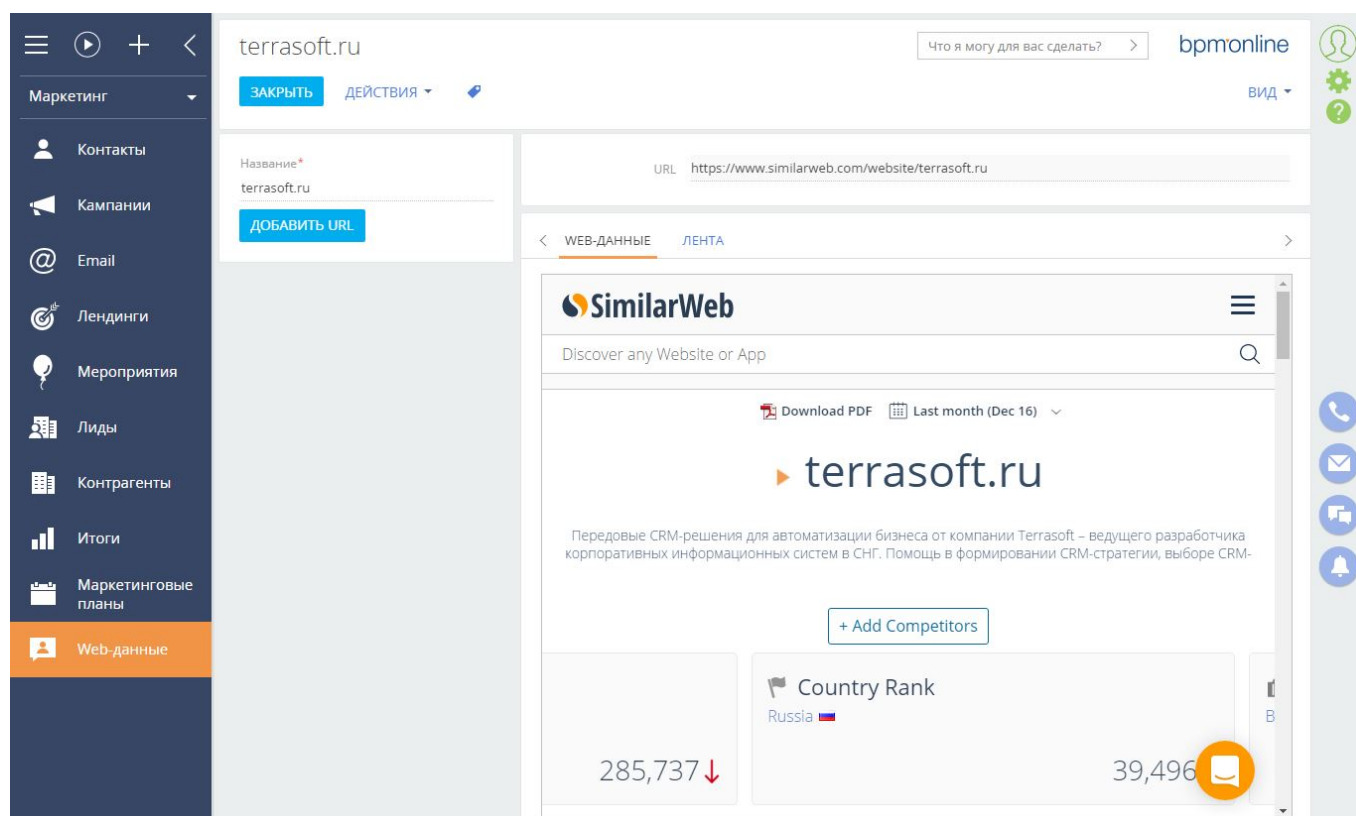 terrasoft.ru
Что я могу для вас сделать?
bpm'online
Маркетинг
ЗАКРЫТЬ
ДЕЙСТВИЯ
ВИД
Контакты
Кампании
Email
Лендинги
Мероприятия
Лиды
Контрагенты
Итоги
Маркетинговые
планы
Web-данные
Название*
terrasoft.ru
ДОБАВИТЬ URL
URL https://www.similarweb.com/website/terrasoft.ru
WEB-ДАННЫЕ ЛЕНТА
SimilarWeb
Discover any Website or App
Download PDF Last month (Dec 16)
terrasoft.ru
Передовые CRM-решения для автоматизации бизнеса от компании Terrasoft – ведущего разработчика
корпоративных информационных систем в СНГ. Помощь в формировании CRM-стратегии, выборе CRM-
+ Add Competitors
Country Rank
Russia
285,737
39,496